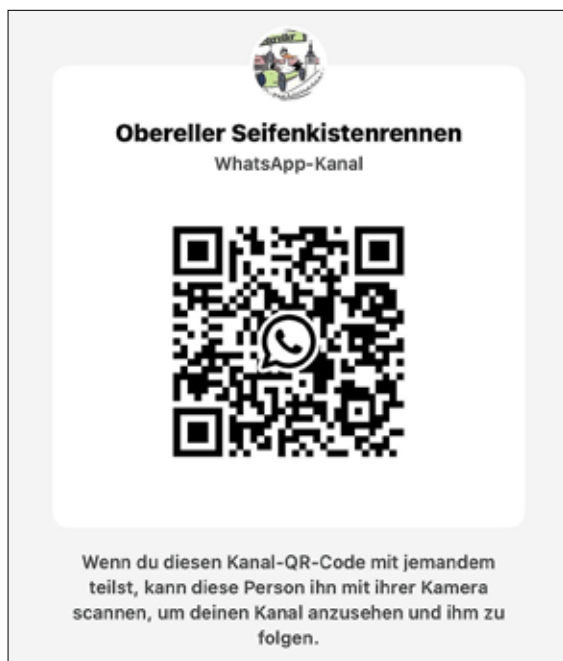 Obereller Seifenkistenrennen
WhatsApp-Kanal
Wenn du diesen Kanal-QR-Code mit jemandem
teilst, kann diese Person ihn mit ihrer Kamera
scannen, um deinen Kanal anzusehen und ihm zu
folgen.